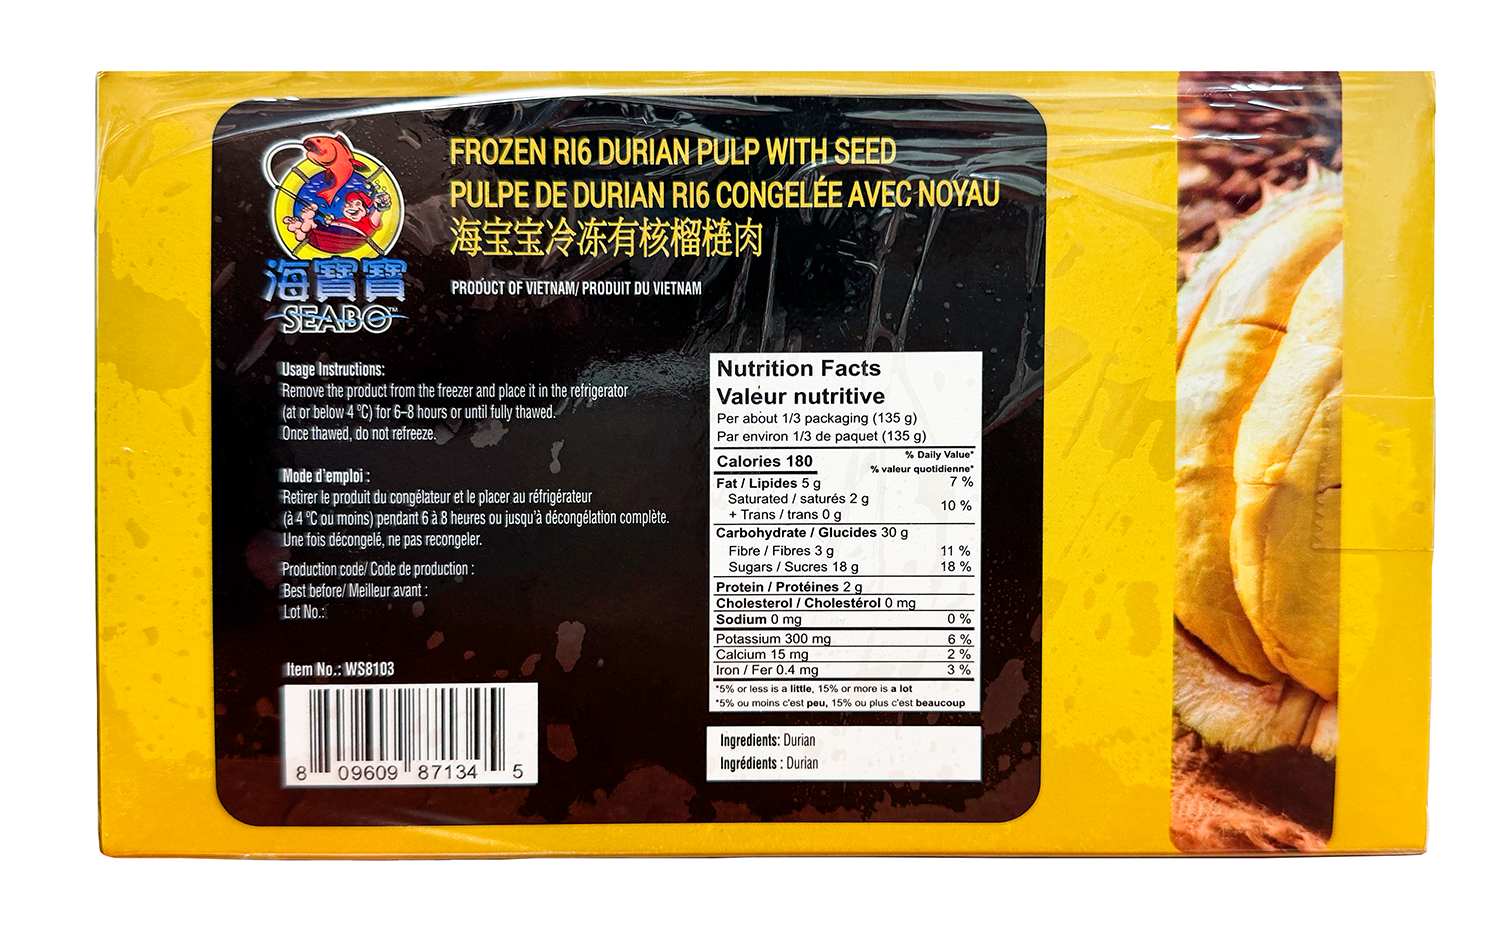 FROZEN RI6 DURIAN PULP WITH SEED
PULPE DE DURIAN RI6 CONGELÉE AVEC NOYAU
海宝宝冷冻有核榴梿肉
海寶寶
SEABO™
PRODUCT OF VIETNAM/ PRODUIT DU VIETNAM
Usage Instructions:
Remove the product from the freezer and place it in the refrigerator
(at or below 4 °C) for 6–8 hours or until fully thawed.
Once thawed, do not refreeze.
Mode d'emploi :
Retirer le produit du congélateur et le placer au réfrigérateur
(à 4 °C ou moins) pendant 6 à 8 heures ou jusqu'à décongélation complète.
Une fois décongelé, ne pas recongeler.
Production code/ Code de production :
Best before/ Meilleur avant :
Lot No.:
Item No.: WS8103
8 09609 87134 5
Nutrition Facts
Valeur nutritive
Per about 1/3 packaging (135 g)
Par environ 1/3 de paquet (135 g)
Calories 180
% Daily Value*
% valeur quotidienne*
Fat / Lipides 5 g 7 %
Saturated / saturés 2 g
+ Trans / trans 0 g
10 %
Carbohydrate / Glucides 30 g
Fibre / Fibres 3 g 11 %
Sugars / Sucres 18 g 18 %
Protein / Protéines 2 g
Cholesterol / Cholestérol 0 mg
Sodium 0 mg 0 %
Potassium 300 mg 6 %
Calcium 15 mg 2 %
Iron / Fer 0.4 mg 3 %
*5% or less is a little, 15% or more is a lot
*5% ou moins c'est peu, 15% ou plus c'est beaucoup
Ingredients: Durian
Ingrédients : Durian